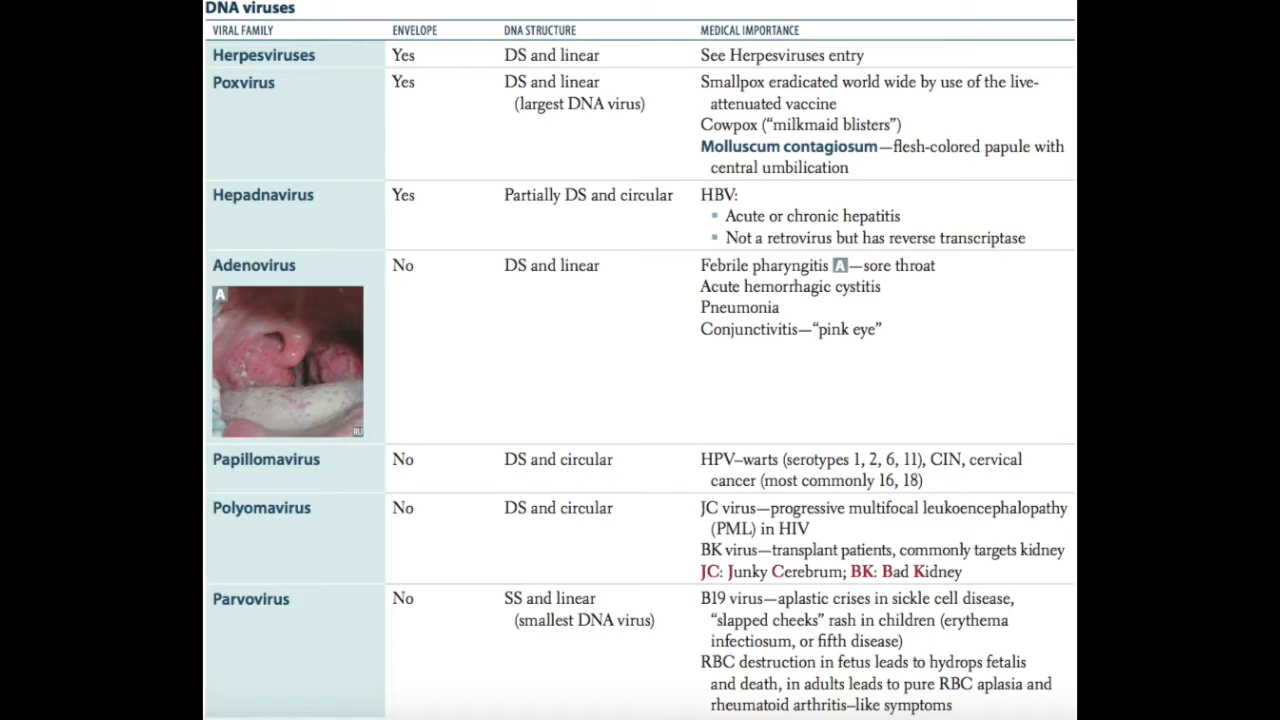 DNA viruses
VIRAL FAMILY ENVELOPE DNA STRUCTURE MEDICAL IMPORTANCE
Herpesviruses Yes DS and linear See Herpesviruses entry
Poxvirus Yes DS and linear Smallpox eradicated world wide by use of the live-
(largest DNA virus) attenuated vaccine
Cowpox (“milkmaid blisters”)
Molluscum contagiosum—flesh-colored papule with
central umbilication
Hepadnavirus Yes Partially DS and circular HBV:
▪ Acute or chronic hepatitis
▪ Not a retrovirus but has reverse transcriptase
Adenovirus No DS and linear Febrile pharyngitis A—sore throat
A Acute hemorrhagic cystitis
Pneumonia
Conjunctivitis—“pink eye”
RU
Papillomavirus No DS and circular HPV–warts (serotypes 1, 2, 6, 11), CIN, cervical
cancer (most commonly 16, 18)
Polyomavirus No DS and circular JC virus—progressive multifocal leukoencephalopathy
(PML) in HIV
BK virus—transplant patients, commonly targets kidney
JC: Junky Cerebrum; BK: Bad Kidney
Parvovirus No SS and linear B19 virus—aplastic crises in sickle cell disease,
(smallest DNA virus) “slapped cheeks” rash in children (erythema
infectiosum, or fifth disease)
RBC destruction in fetus leads to hydrops fetalis
and death, in adults leads to pure RBC aplasia and
rheumatoid arthritis–like symptoms